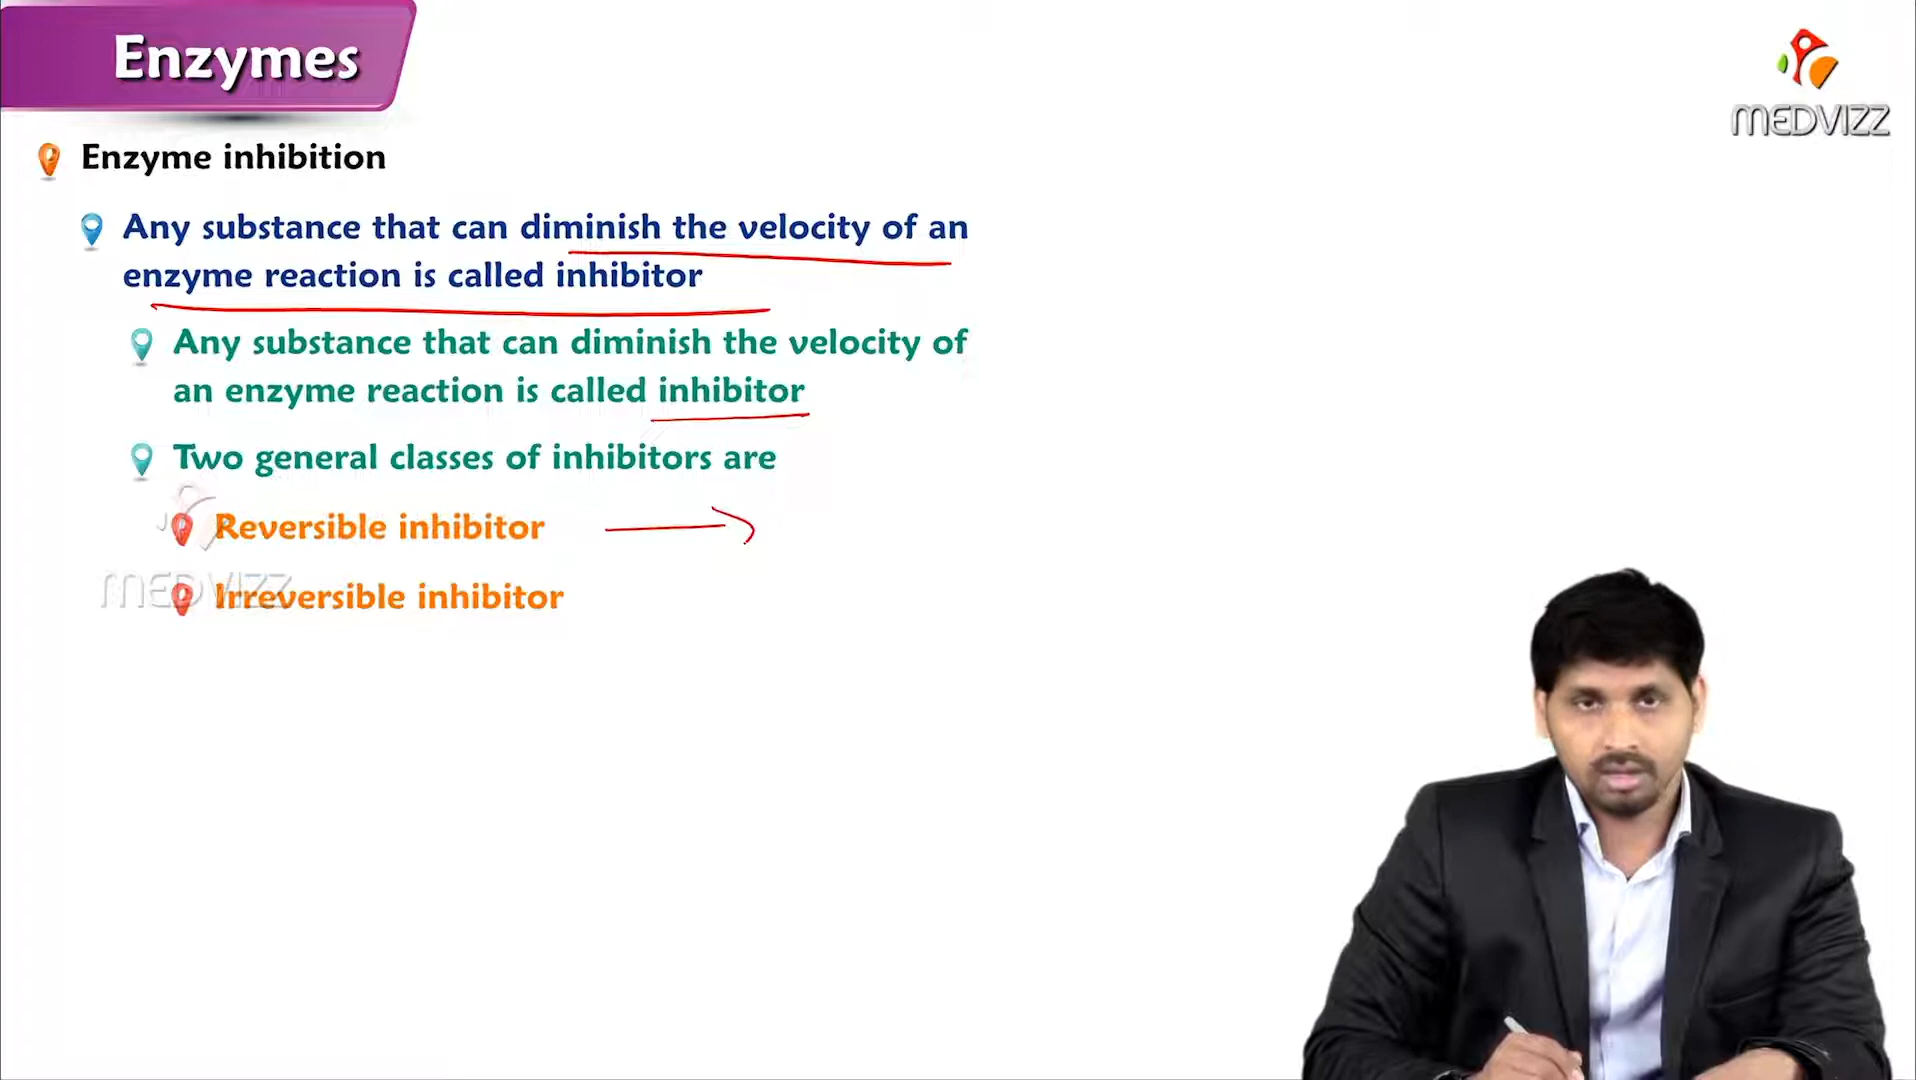 Enzymes
MEDVIZZ
Enzyme inhibition
Any substance that can diminish the velocity of an
enzyme reaction is called inhibitor
Any substance that can diminish the velocity of
an enzyme reaction is called inhibitor
Two general classes of inhibitors are
Reversible inhibitor
MEDVIZZ
Irreversible inhibitor